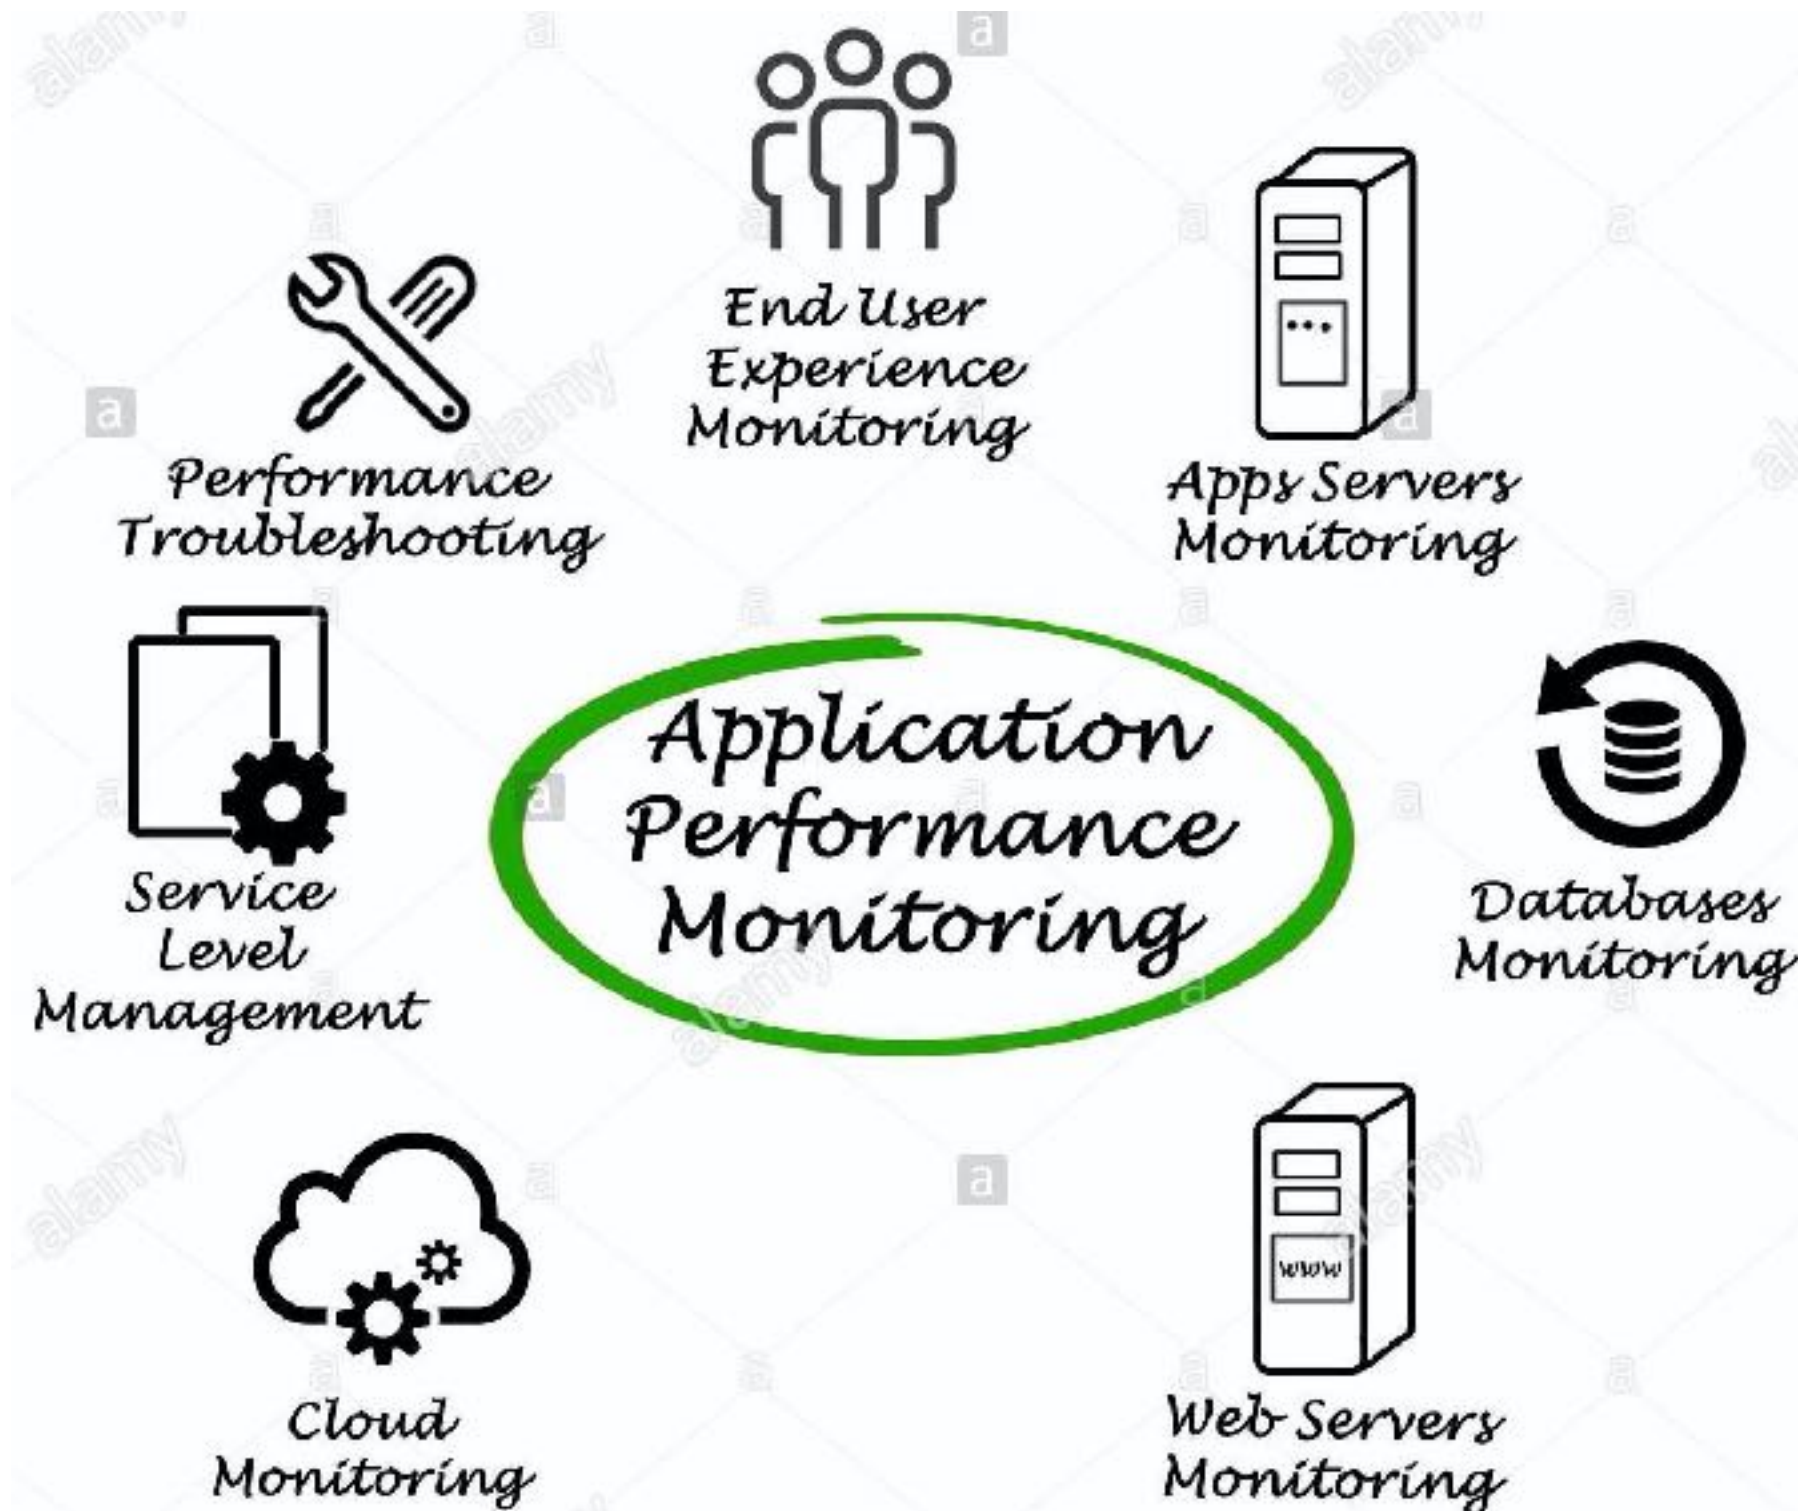 End User
Experience
Monitoring
Performance
Troubleshooting
Apps Servers
Monitoring
Application
Performance
Monitoring
Service
Level
Management
Databases
Monitoring
www
Cloud
Monitoring
Web Servers
Monitoring
alamy
a